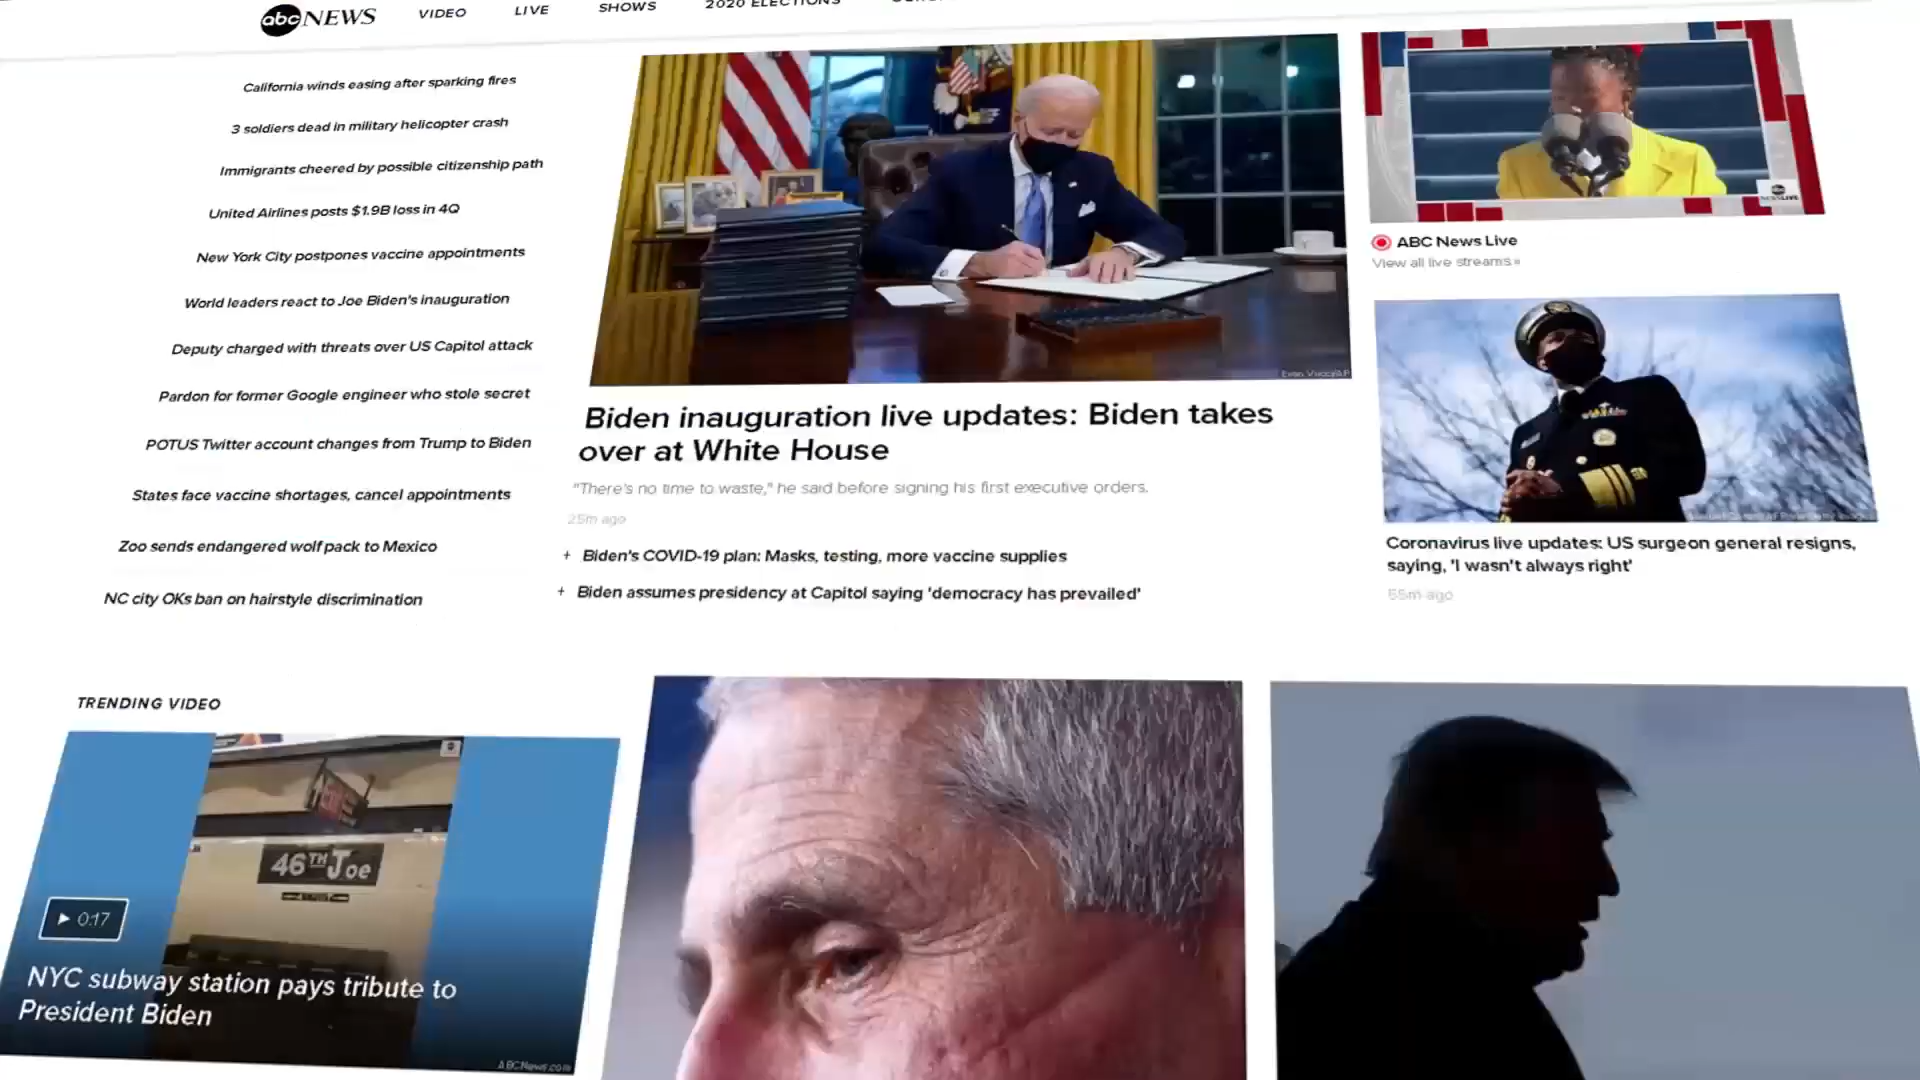 abc NEWS
VIDEO
LIVE
SHOWS
2020 ELECTIONS
California winds easing after sparking fires
3 soldiers dead in military helicopter crash
Immigrants cheered by possible citizenship path
United Airlines posts $1.9B loss in 4Q
New York City postpones vaccine appointments
World leaders react to Joe Biden's inauguration
Deputy charged with threats over US Capitol attack
Pardon for former Google engineer who stole secret
POTUS Twitter account changes from Trump to Biden
States face vaccine shortages, cancel appointments
Zoo sends endangered wolf pack to Mexico
NC city OKs ban on hairstyle discrimination
Evan Vucci/AP
Biden inauguration live updates: Biden takes
over at White House
"There's no time to waste," he said before signing his first executive orders.
25m ago
+ Biden's COVID-19 plan: Masks, testing, more vaccine supplies
+ Biden assumes presidency at Capitol saying 'democracy has prevailed'
ABC News Live
View all live streams »
Coronavirus live updates: US surgeon general resigns,
saying, 'I wasn't always right'
55m ago
TRENDING VIDEO
46TH Joe
0:17
NYC subway station pays tribute to
President Biden
ABCNews.com